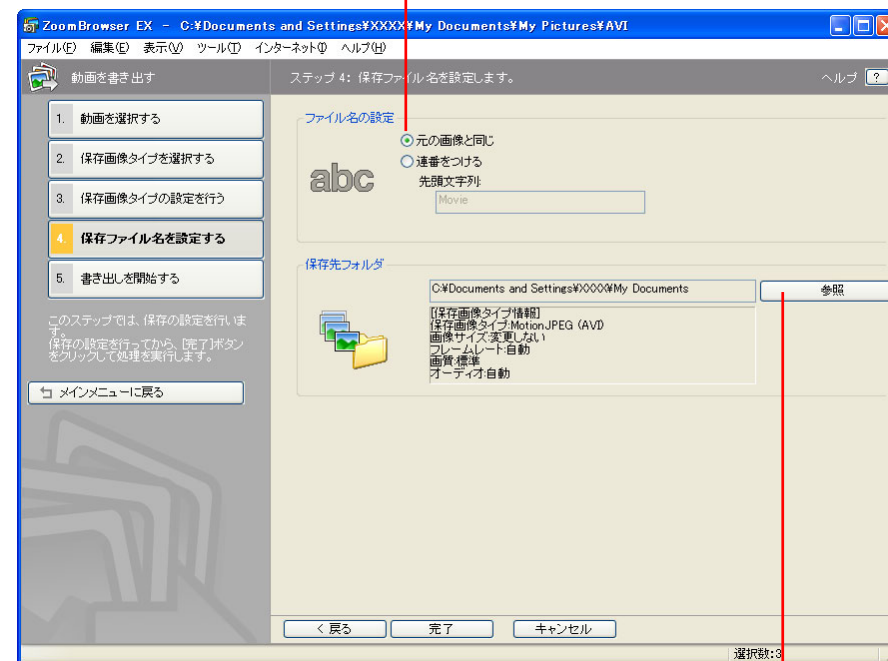 ZoomBrowser EX - C:¥Documents and Settings¥XXXX¥My Documents¥My Pictures¥AVI
ファイル(F) 編集(E) 表示(V) ツール(T) インターネット(I) ヘルプ(H)
動画を書き出す
ステップ 4: 保存ファイル名を設定します。
ヘルプ ?
1. 動画を選択する
2. 保存画像タイプを選択する
3. 保存画像タイプの設定を行う
4. 保存ファイル名を設定する
5. 書き出しを開始する
このステップでは、保存の設定を行いま
す。
保存の設定を行ってから、[完了]ボタン
をクリックして処理を実行します。
メインメニューに戻る
ファイル名の設定
abc
元の画像と同じ
連番をつける
先頭文字列:
Movie
保存先フォルダ
C:¥Documents and Settings¥XXXX¥My Documents
参照
[保存画像タイプ情報]
保存画像タイプ:MotionJPEG (AVI)
画像サイズ:変更しない
フレームレート:自動
画質:標準
オーディオ:自動
< 戻る
完了
キャンセル
選択数:3